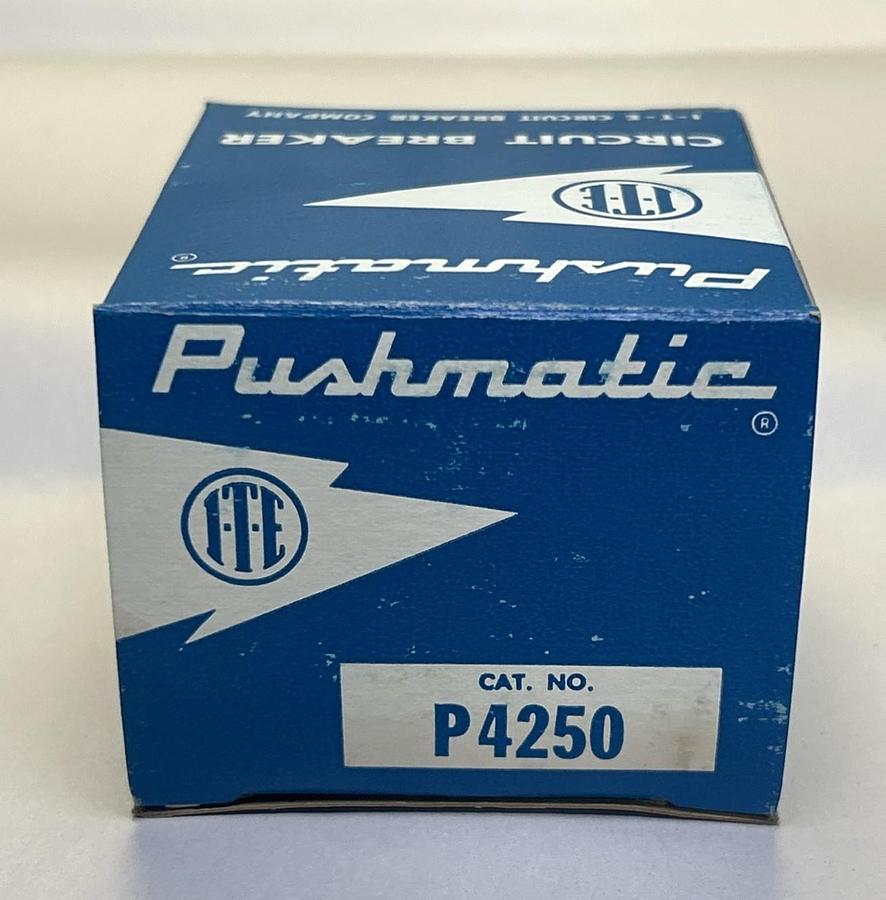 I-T-E CIRCUIT BREAKER COMPANY
CIRCUIT BREAKER
I-T-E
Pushmatic ®
Pushmatic ®
I-T-E
CAT. NO.
P4250